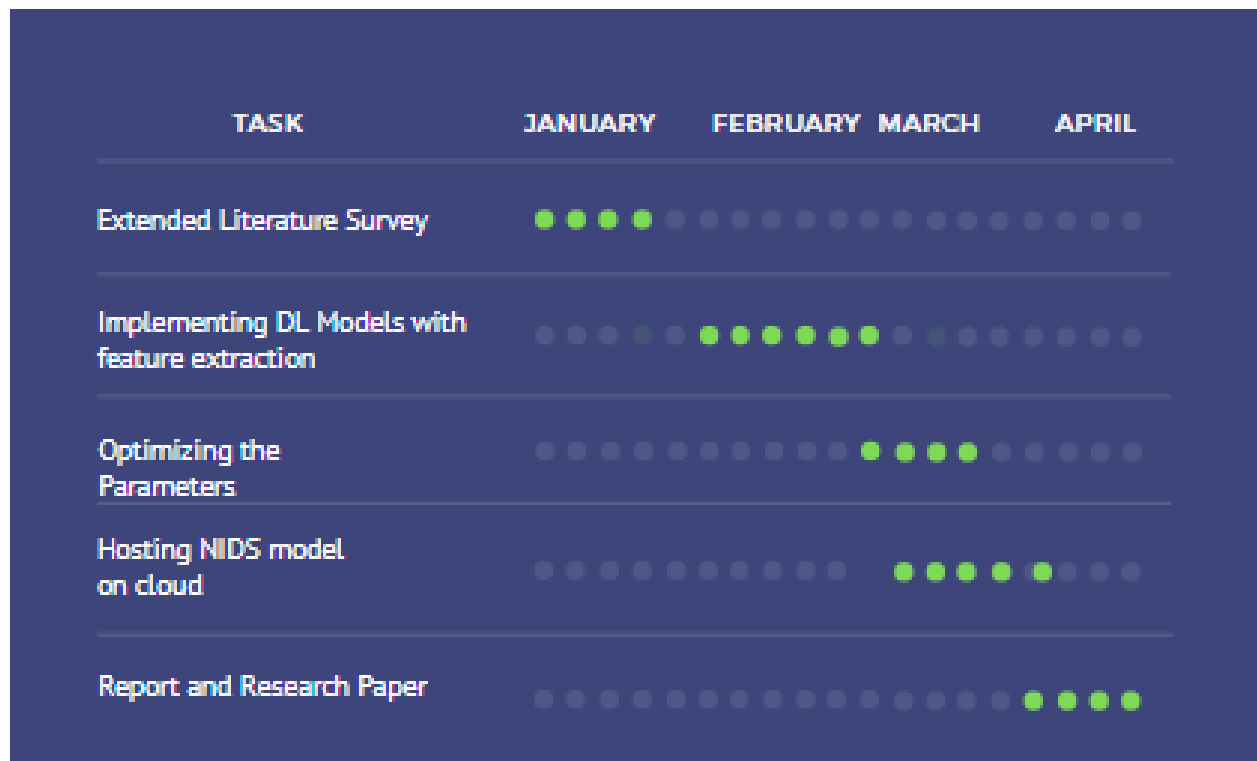 TASK JANUARY FEBRUARY MARCH APRIL
Extended Literature Survey
Implementing DL Models with
feature extraction
Optimizing the
Parameters
Hosting NIDS model
on cloud
Report and Research Paper